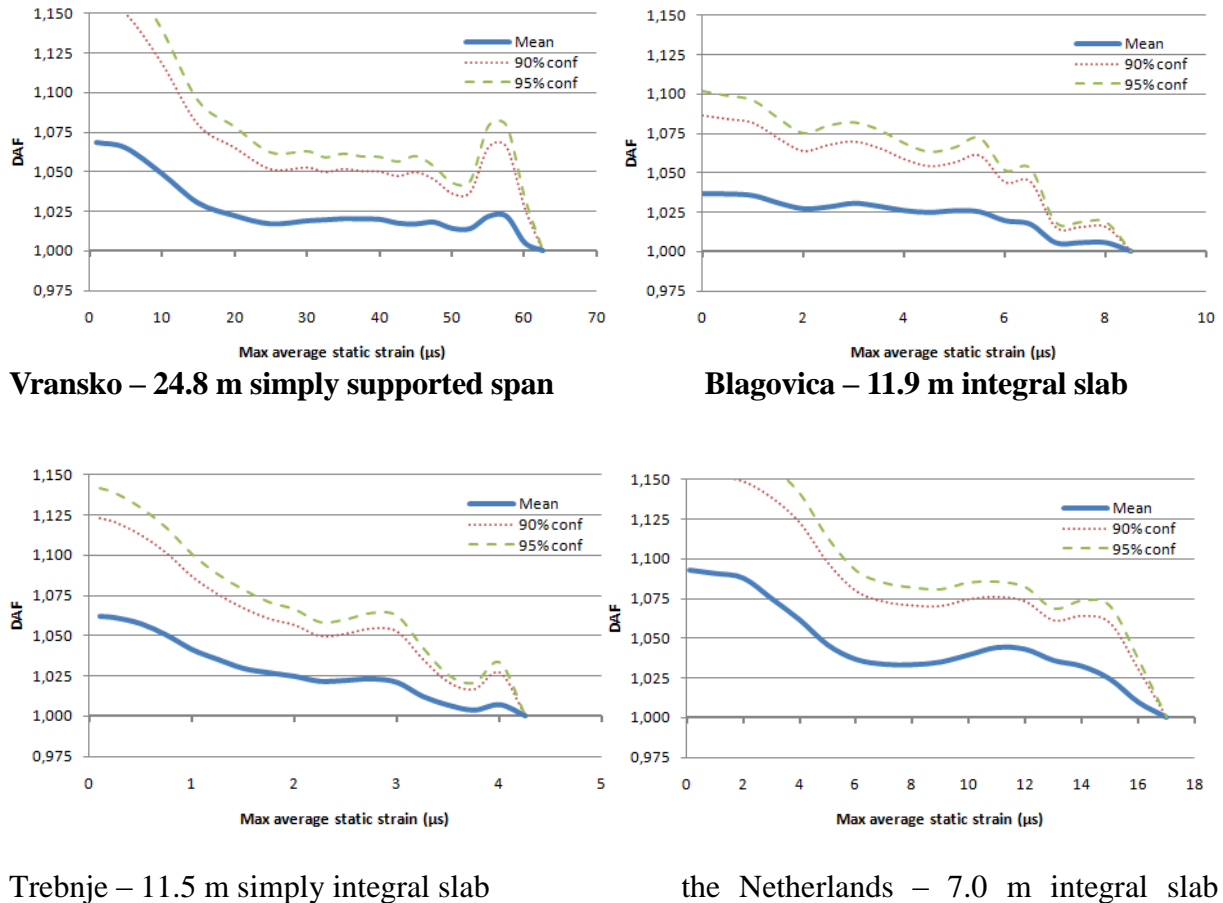 1,150
1,125
1,100
1,075
1,050
1,025
1,000
0,975
DAF
Mean
90%conf
95%conf
0 10 20 30 40 50 60 70
Max average static strain (µs)
Vransko – 24.8 m simply supported span
1,150
1,125
1,100
1,075
1,050
1,025
1,000
0,975
DAF
Mean
90%conf
95%conf
0 2 4 6 8 10
Max average static strain (µs)
Blagovica – 11.9 m integral slab
1,150
1,125
1,100
1,075
1,050
1,025
1,000
0,975
DAF
Mean
90%conf
95%conf
0 1 2 3 4 5
Max average static strain (µs)
Trebnje – 11.5 m simply integral slab
1,150
1,125
1,100
1,075
1,050
1,025
1,000
0,975
DAF
Mean
90%conf
95%conf
0 2 4 6 8 10 12 14 16 18
Max average static strain (µs)
the Netherlands – 7.0 m integral slab